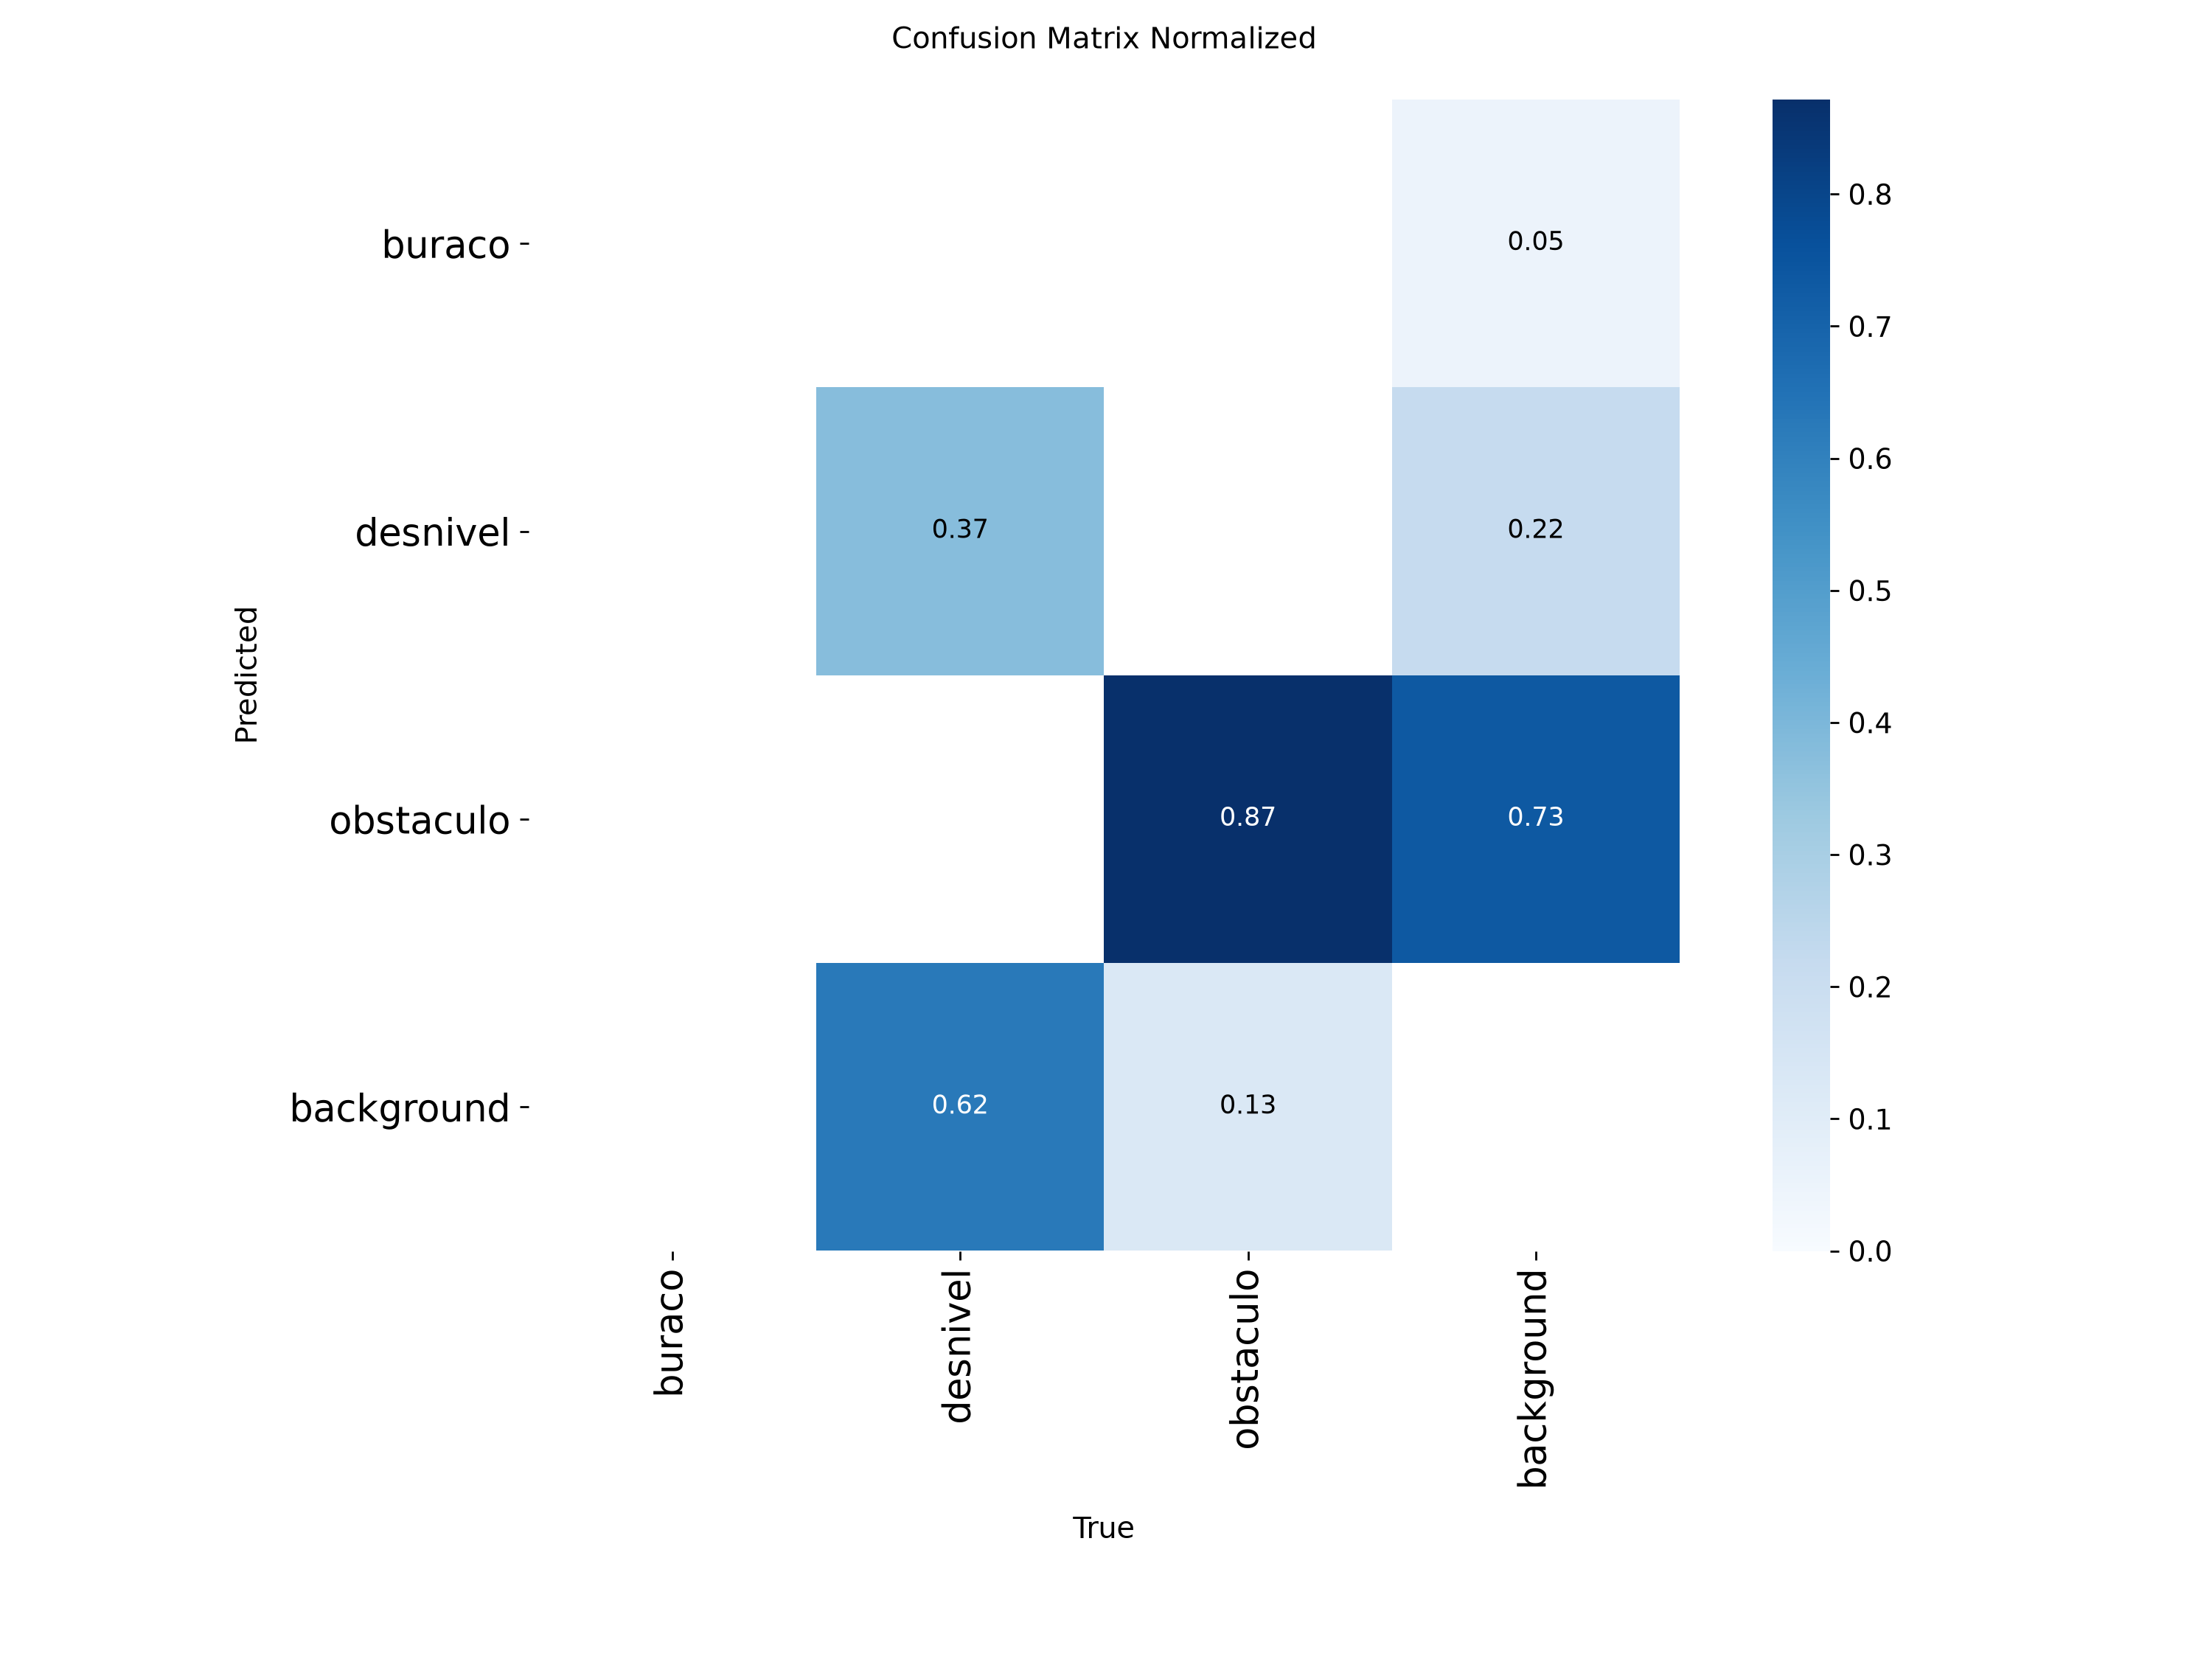 Confusion Matrix Normalized
buraco
0.05
0.8
0.7
desnivel
0.37
0.22
0.6
0.5
Predicted
obstaculo
0.87
0.73
0.4
0.3
background
0.62
0.13
0.2
0.1
0.0
buraco
desnivel
obstaculo
background
True